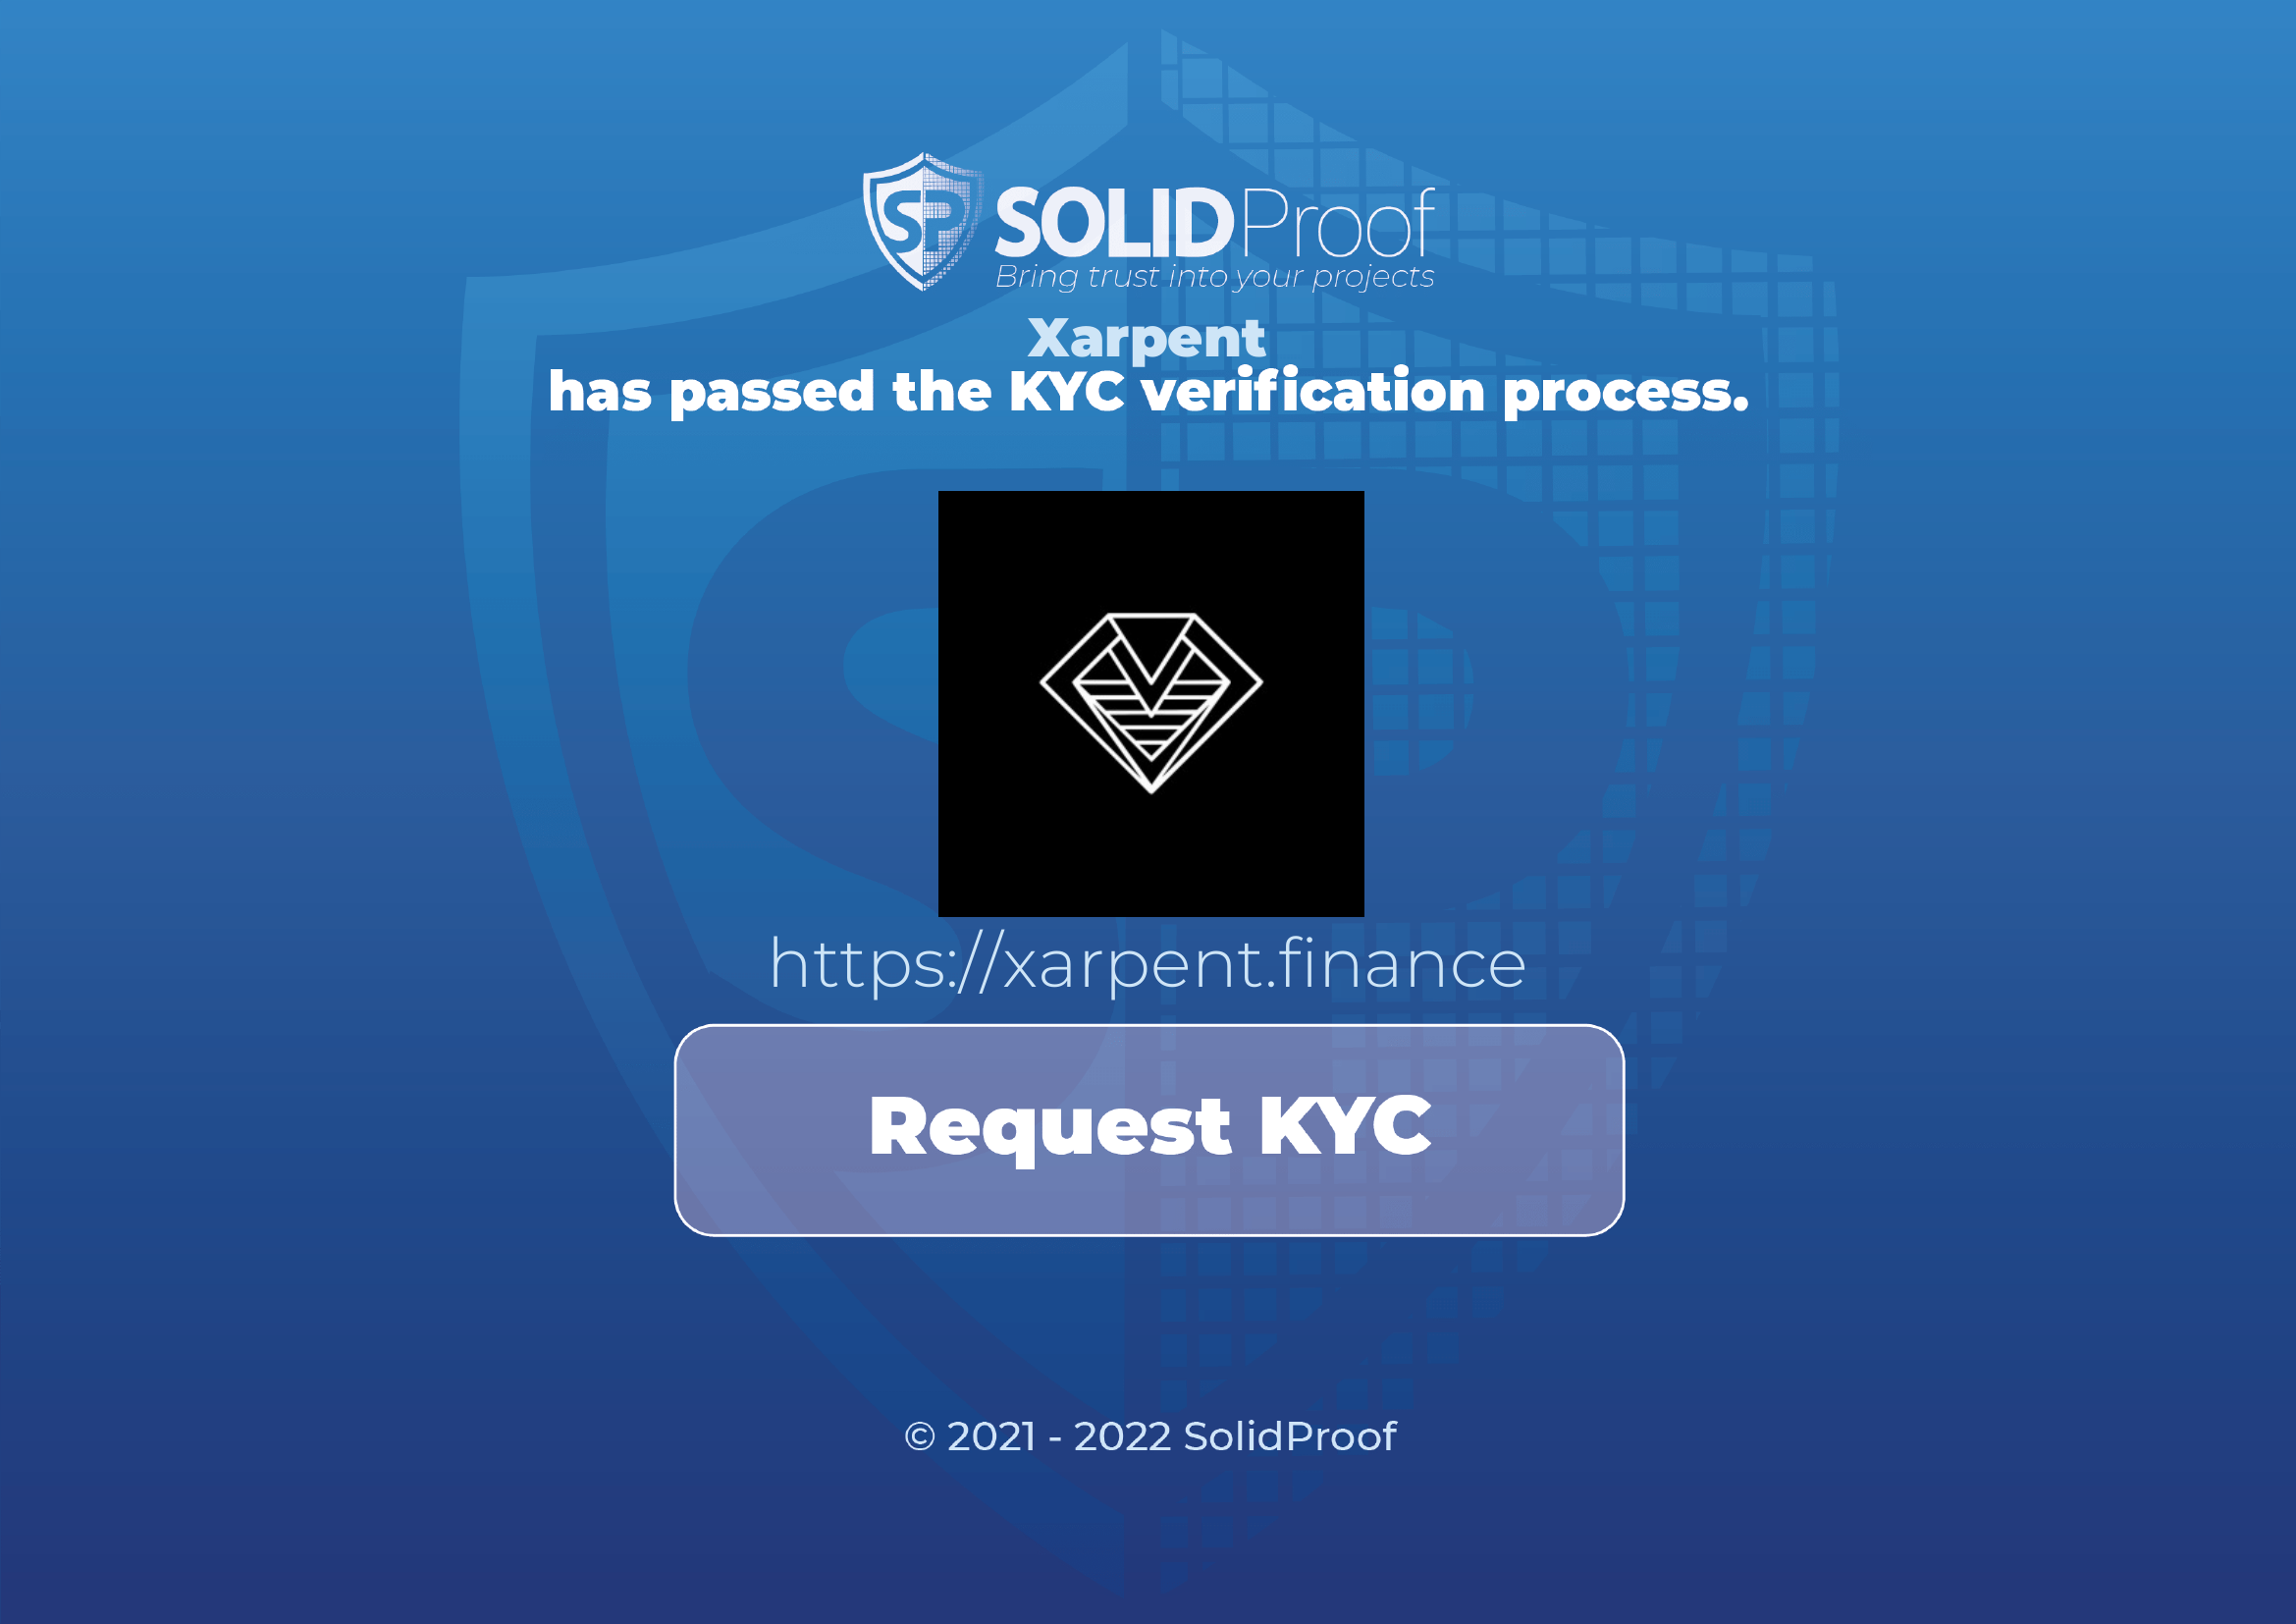 SP SOLIDProof
Bring trust into your projects
Xarpent
has passed the KYC verification process.
https://xarpent.finance
Request KYC
© 2021 - 2022 SolidProof